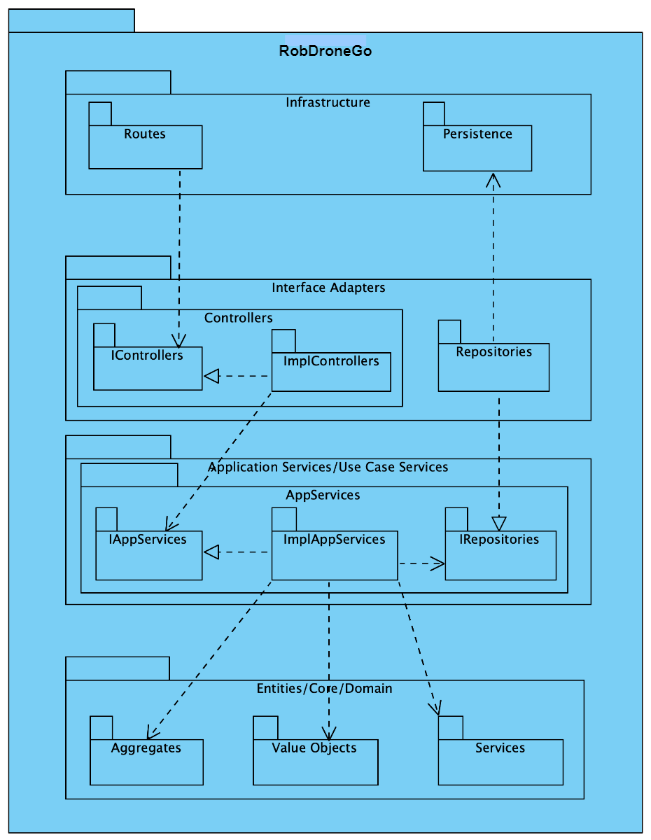 RobDroneGo
Infrastructure
Routes
Persistence
Interface Adapters
Controllers
IControllers
ImplControllers
Repositories
Application Services/Use Case Services
AppServices
IAppServices
ImplAppServices
IRepositories
Entities/Core/Domain
Aggregates
Value Objects
Services